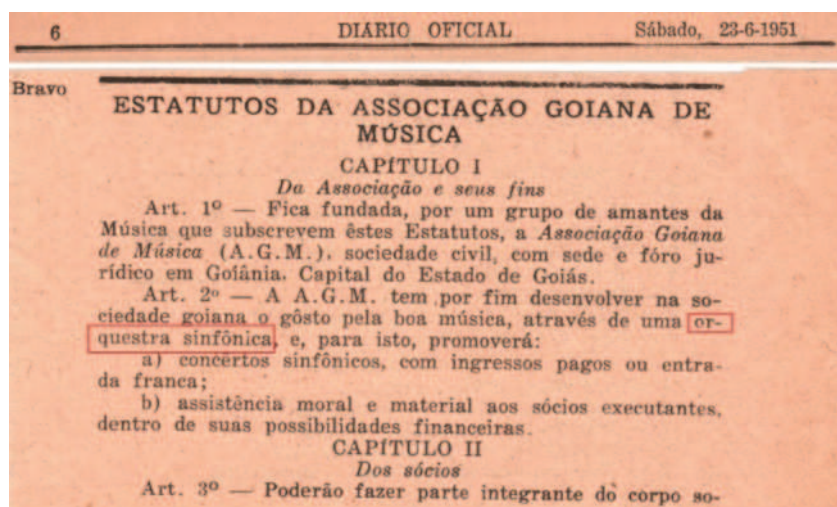 6 DIÁRIO OFICIAL Sábado, 23-6-1951
Bravo
ESTATUTOS DA ASSOCIAÇÃO GOIANA DE
MÚSICA
CAPÍTULO I
Da Associação e seus fins
Art. 1º — Fica fundada, por um grupo de amantes da
Música que subscrevem êstes Estatutos, a Associação Goiana
de Música (A.G.M.), sociedade civil, com sede e fóro ju-
rídico em Goiânia. Capital do Estado de Goiás.
Art. 2º — A A.G.M. tem por fim desenvolver na so-
ciedade goiana o gôsto pela boa música, através de uma or-
questra sinfônica, e, para isto, promoverá:
a) concêrtos sinfônicos, com ingressos pagos ou entra-
da franca;
b) assistência moral e material aos sócios executantes,
dentro de suas possibilidades financeiras.
CAPÍTULO II
Dos sócios
Art. 3º — Poderão fazer parte integrante do corpo so-